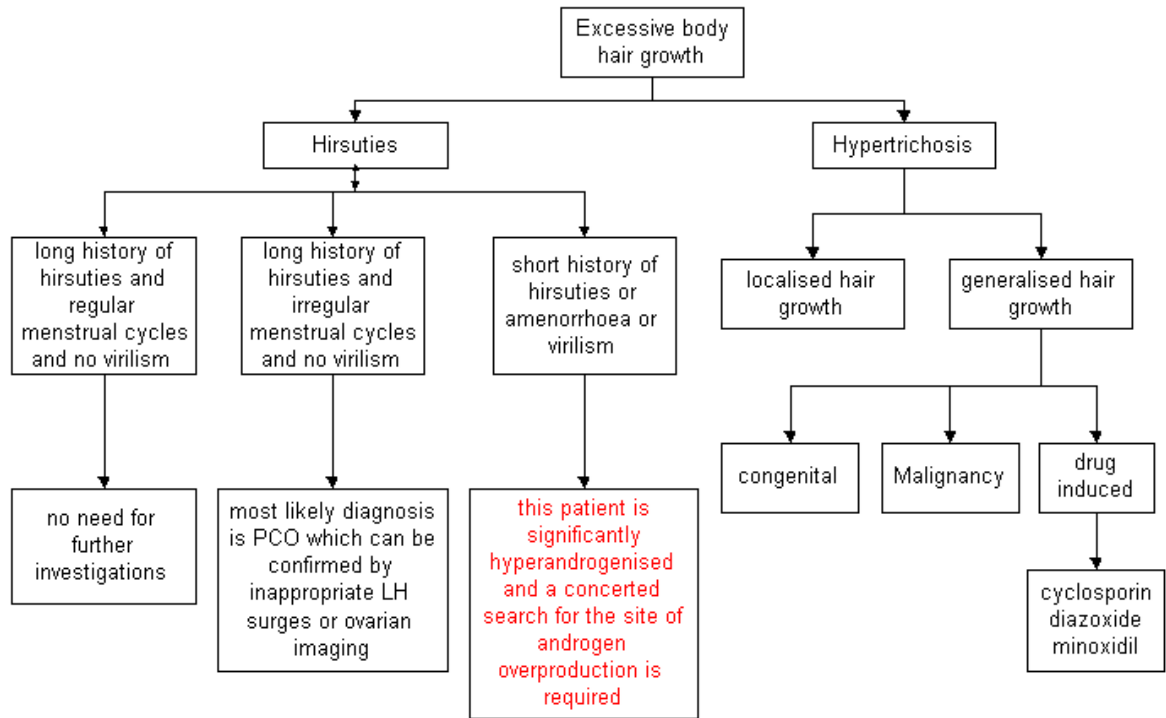 Excessive body
hair growth
Hirsuties
Hypertrichosis
long history of
hirsuties and
regular
menstrual cycles
and no virilism
long history of
hirsuties and
irregular
menstrual cycles
and no virilism
short history of
hirsuties or
amenorrhoea or
virilism
localised hair
growth
generalised hair
growth
congenital
Malignancy
drug
induced
no need for
further
investigations
most likely diagnosis
is PCO which can be
confirmed by
inappropriate LH
surges or ovarian
imaging
this patient is
significantly
hyperandrogenised
and a concerted
search for the site of
androgen
overproduction is
required
cyclosporin
diazoxide
minoxidil